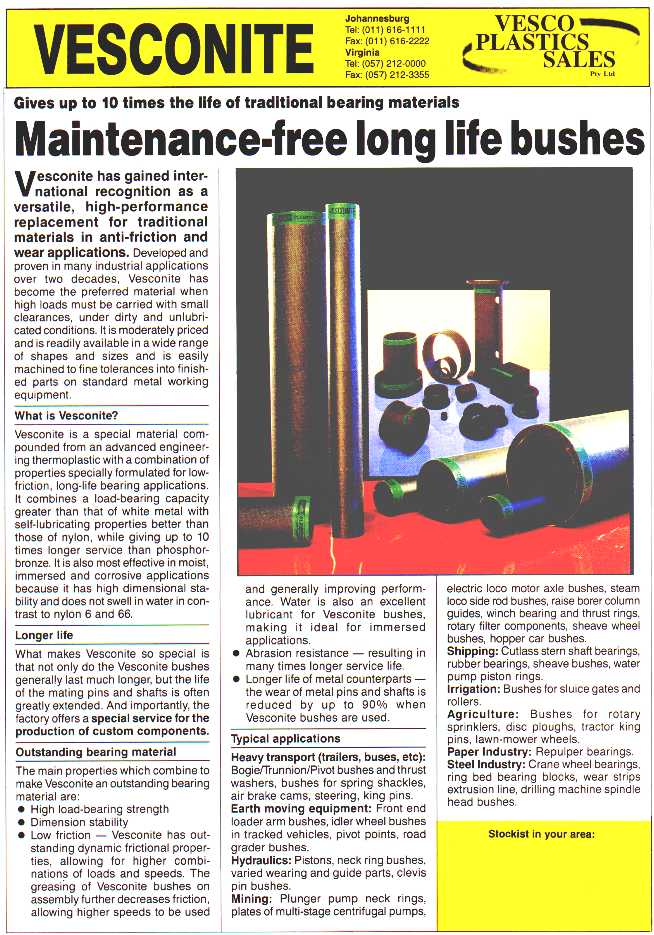 VESCONITE
Johannesburg
Tel: (011) 616-1111
Fax: (011) 616-2222
Virginia
Tel: (057) 212-0000
Fax: (057) 212-3355
VESCO
PLASTICS
SALES
Pty Ltd
Gives up to 10 times the life of traditional bearing materials
Maintenance-free long life bushes
Vesconite has gained inter-
national recognition as a
versatile, high-performance
replacement for traditional
materials in anti-friction and
wear applications. Developed and
proven in many industrial applications
over two decades, Vesconite has
become the preferred material when
high loads must be carried with small
clearances, under dirty and unlubri-
cated conditions. It is moderately priced
and is readily available in a wide range
of shapes and sizes and is easily
machined to fine tolerances into finish-
ed parts on standard metal working
equipment.
What is Vesconite?
Vesconite is a special material com-
pounded from an advanced engineer-
ing thermoplastic with a combination of
properties specially formulated for low-
friction, long-life bearing applications.
It combines a load-bearing capacity
greater than that of white metal with
self-lubricating properties better than
those of nylon, while giving up to 10
times longer service than phosphor-
bronze. It is also most effective in moist,
immersed and corrosive applications
because it has high dimensional sta-
bility and does not swell in water in con-
trast to nylon 6 and 66.
Longer life
What makes Vesconite so special is
that not only do the Vesconite bushes
generally last much longer, but the life
of the mating pins and shafts is often
greatly extended. And importantly, the
factory offers a special service for the
production of custom components.
Outstanding bearing material
The main properties which combine to
make Vesconite an outstanding bearing
material are:
● High load-bearing strength
● Dimension stability
● Low friction — Vesconite has out-
standing dynamic frictional proper-
ties, allowing for higher combi-
nations of loads and speeds. The
greasing of Vesconite bushes on
assembly further decreases friction,
allowing higher speeds to be used
and generally improving perform-
ance. Water is also an excellent
lubricant for Vesconite bushes,
making it ideal for immersed
applications.
● Abrasion resistance — resulting in
many times longer service life.
● Longer life of metal counterparts —
the wear of metal pins and shafts is
reduced by up to 90% when
Vesconite bushes are used.
Typical applications
Heavy transport (trailers, buses, etc):
Bogie/Trunnion/Pivot bushes and thrust
washers, bushes for spring shackles,
air brake cams, steering, king pins.
Earth moving equipment: Front end
loader arm bushes, idler wheel bushes
in tracked vehicles, pivot points, road
grader bushes.
Hydraulics: Pistons, neck ring bushes,
varied wearing and guide parts, clevis
pin bushes.
Mining: Plunger pump neck rings,
plates of multi-stage centrifugal pumps,
electric loco motor axle bushes, steam
loco side rod bushes, raise borer column
guides, winch bearing and thrust rings,
rotary filter components, sheave wheel
bushes, hopper car bushes.
Shipping: Cutlass stern shaft bearings,
rubber bearings, sheave bushes, water
pump piston rings.
Irrigation: Bushes for sluice gates and
rollers.
Agriculture: Bushes for rotary
sprinklers, disc ploughs, tractor king
pins, lawn-mower wheels.
Paper Industry: Repulper bearings.
Steel Industry: Crane wheel bearings,
ring bed bearing blocks, wear strips
extrusion line, drilling machine spindle
head bushes.
Stockist in your area: